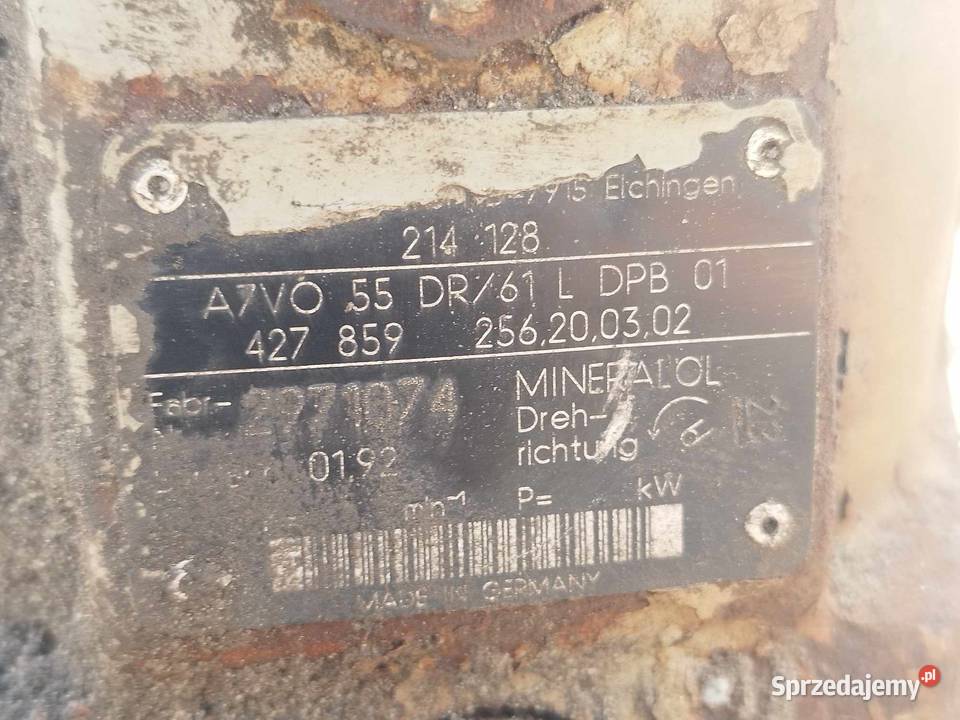 7915 Elchingen
214 128
A7VO 55 DR/61 L DPB 01
427 859 256.20.03.02
Fabr.- MINERALÖL
Dreh-
richtung
01.92
min⁻¹ P= kW
MADE IN GERMANY
Sprzedajemy.pl